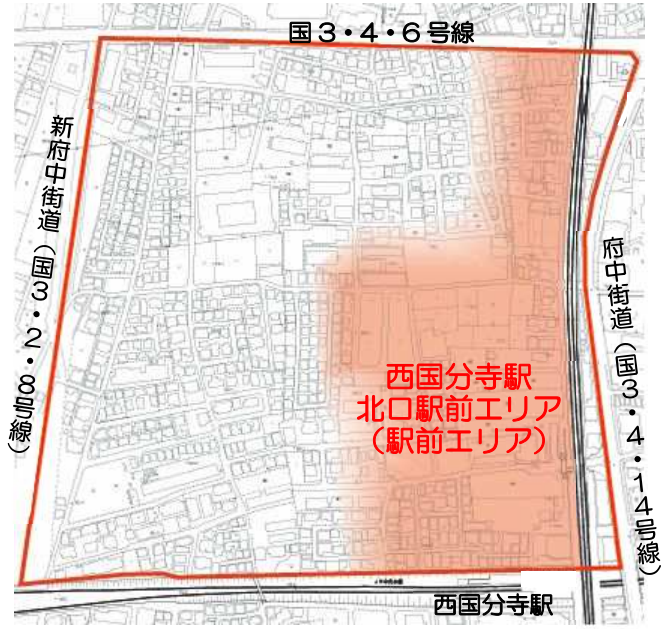 国３・４・６号線
新府中街道（国３・２・８号線）
府中街道（国３・４・１４号線）
西国分寺駅
北口駅前エリア
（駅前エリア）
西国分寺駅